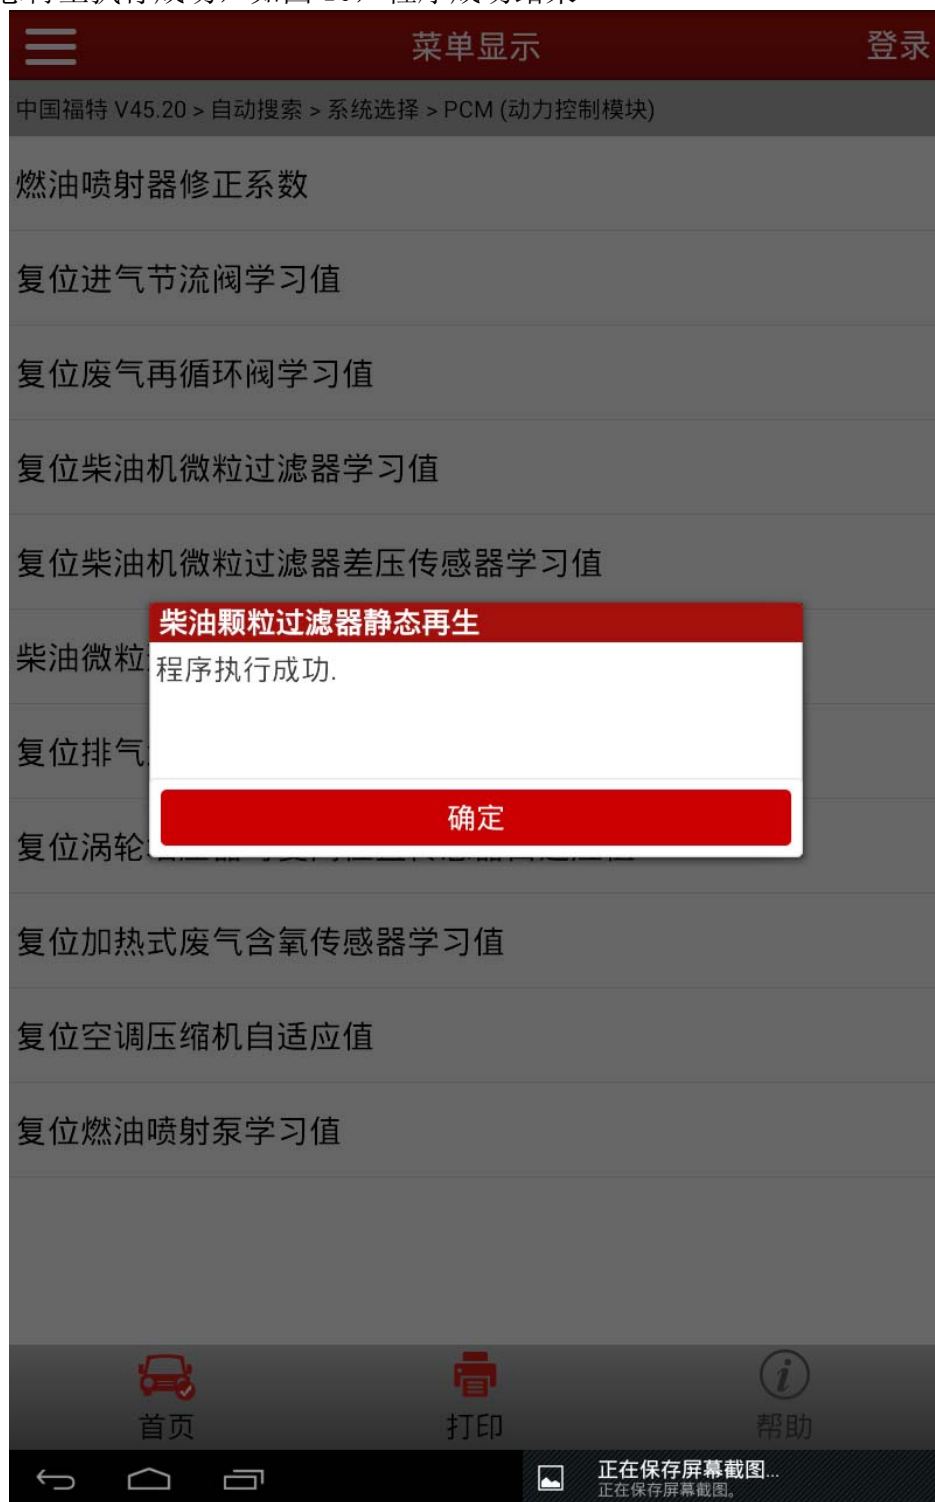 菜单显示
登录
中国福特 V45.20 > 自动搜索 > 系统选择 > PCM (动力控制模块)
燃油喷射器修正系数
复位进气节流阀学习值
复位废气再循环阀学习值
复位柴油机微粒过滤器学习值
复位柴油机微粒过滤器差压传感器学习值
柴油颗粒过滤器静态再生
柴油微粒
程序执行成功.
复位排气
确定
复位涡轮
复位加热式废气含氧传感器学习值
复位空调压缩机自适应值
复位燃油喷射泵学习值
首页
打印
帮助
正在保存屏幕截图...
正在保存屏幕截图。